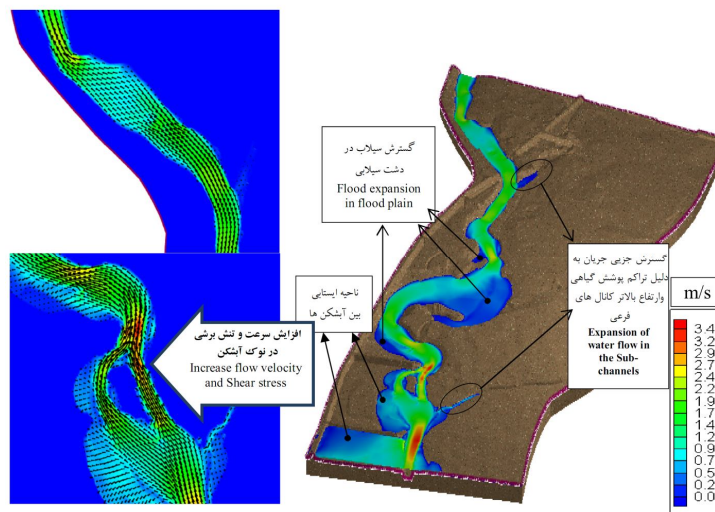 گسترش سیلاب در
دشت سیلابی
Flood expansion
in flood plain
ناحیه ایستایی
بین آبشکن ها
افزایش سرعت و تنش برشی
در نوک آبشکن
Increase flow velocity
and Shear stress
گسترش جزیی جریان به
دلیل تراکم پوشش گیاهی
وارتفاع بالاتر کانال های
فرعی
Expansion of
water flow in
the Sub-
channels
m/s
3.4
3.2
2.9
2.7
2.4
2.2
1.9
1.7
1.4
1.2
0.9
0.7
0.5
0.2
0.0